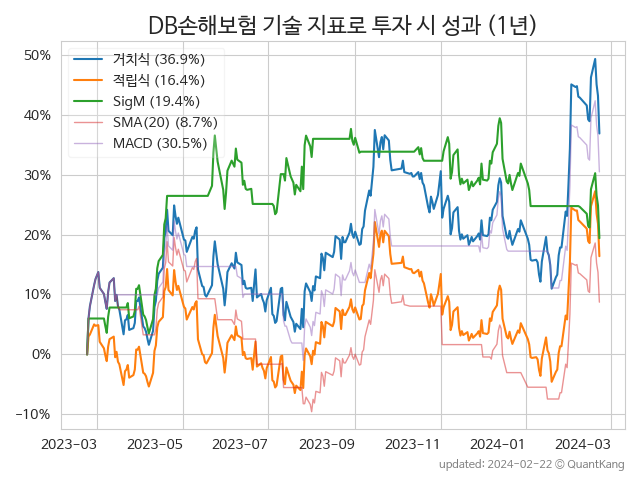 DB손해보험 기술 지표로 투자 시 성과 (1년)
거치식 (36.9%)
적립식 (16.4%)
SigM (19.4%)
SMA(20) (8.7%)
MACD (30.5%)
50%
40%
30%
20%
10%
0%
−10%
2023-03 2023-05 2023-07 2023-09 2023-11 2024-01 2024-03
updated: 2024-02-22 © QuantKang